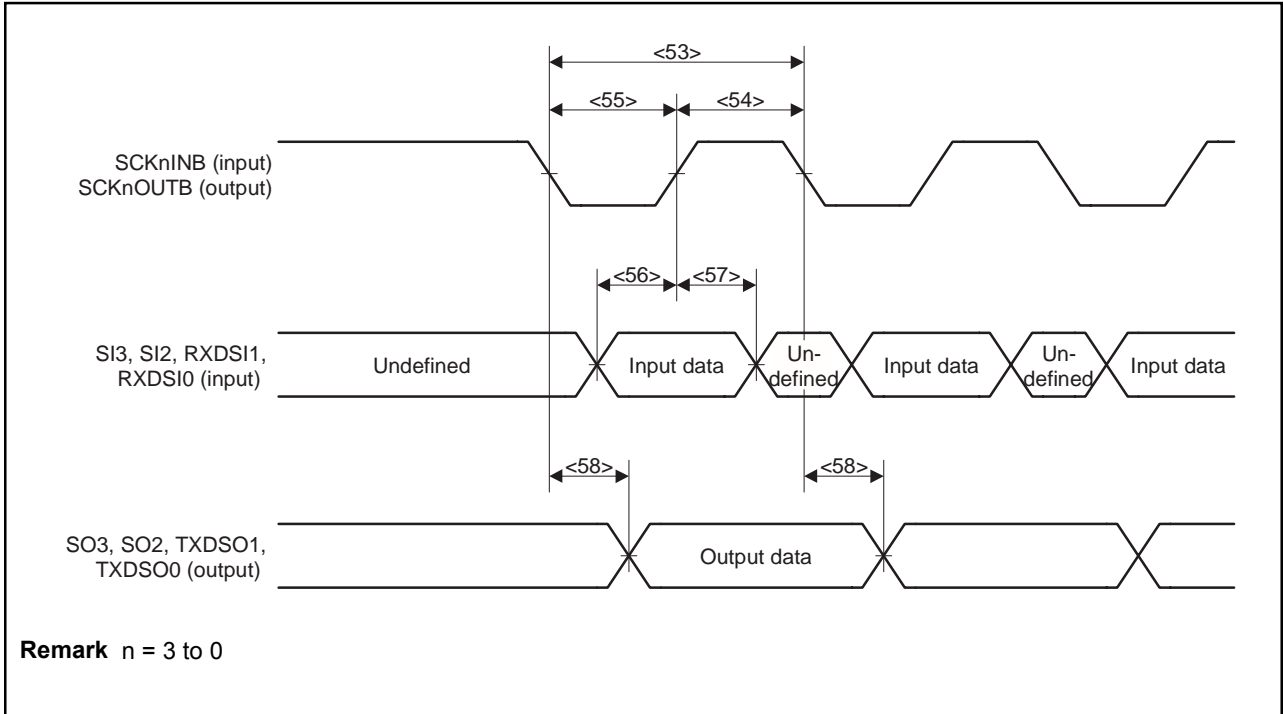 <53>
<55> <54>
SCKnINB (input)
SCKnOUTB (output)
<56> <57>
SI3, SI2, RXDSI1,
RXDSI0 (input)
Undefined
Input data
Un-
defined
Input data
Un-
defined
Input data
<58> <58>
SO3, SO2, TXDSO1,
TXDSO0 (output)
Output data
Remark n = 3 to 0